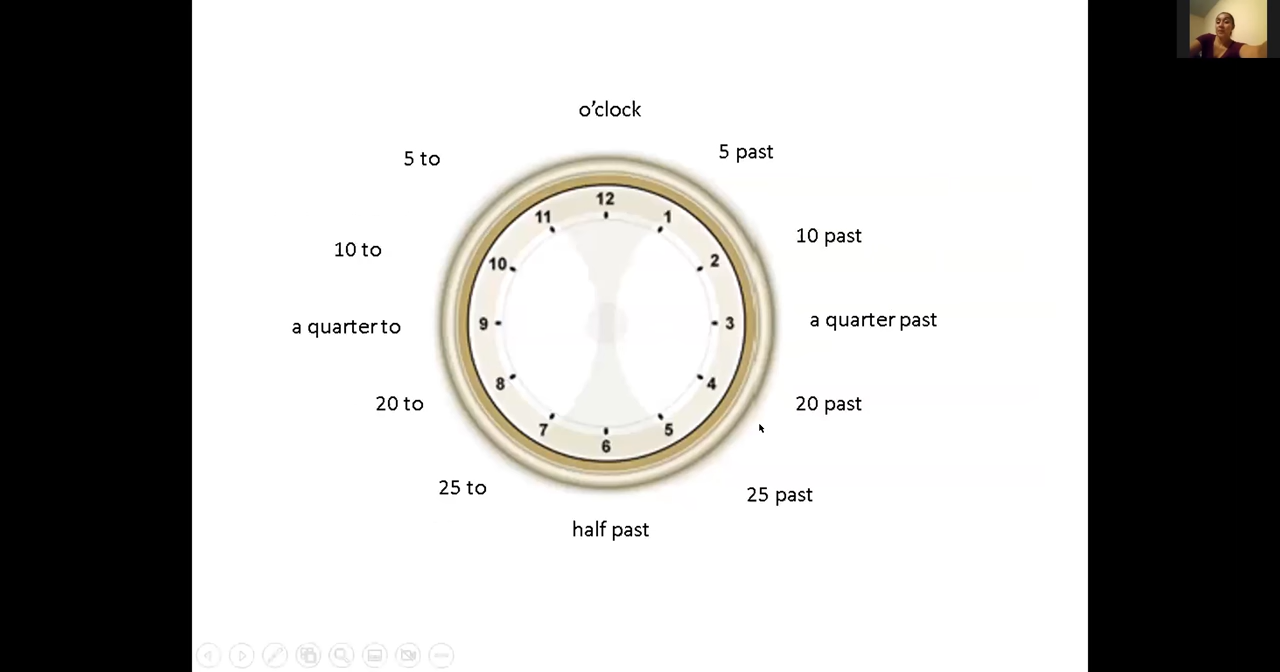 o'clock
5 to
5 past
12
11
1
10 to
10
2
10 past
a quarter to
9
3
a quarter past
20 to
8
4
20 past
7
5
6
25 to
25 past
half past